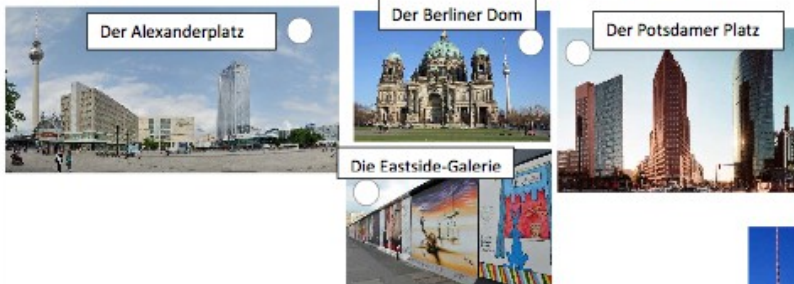 Der Alexanderplatz
Der Berliner Dom
Der Potsdamer Platz
Die Eastside-Galerie